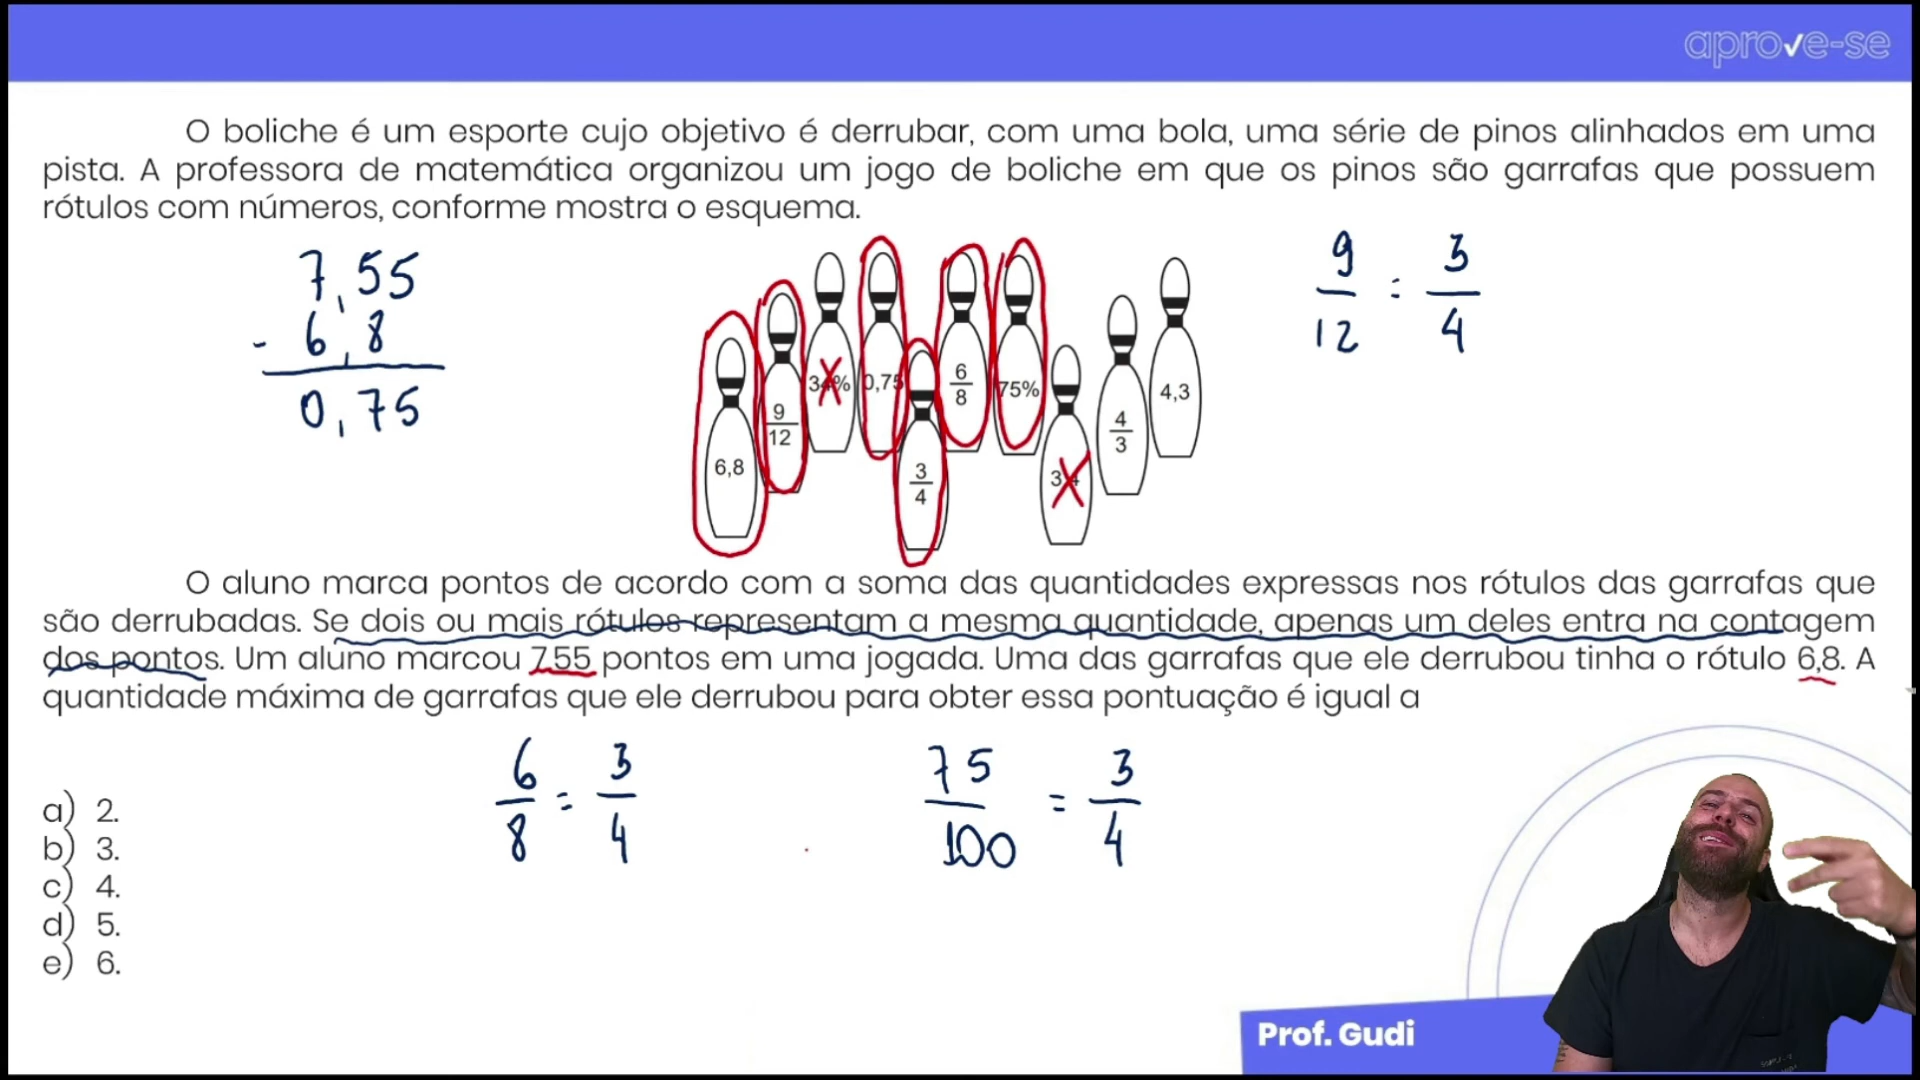 aprove-se
O boliche é um esporte cujo objetivo é derrubar, com uma bola, uma série de pinos alinhados em uma
pista. A professora de matemática organizou um jogo de boliche em que os pinos são garrafas que possuem
rótulos com números, conforme mostra o esquema.
7,55
- 6,8
0,75
6,8
9/12
34%
0,75
3/4
6/8
75%
4/3
4,3
9/12 = 3/4
O aluno marca pontos de acordo com a soma das quantidades expressas nos rótulos das garrafas que
são derrubadas. Se dois ou mais rótulos representam a mesma quantidade, apenas um deles entra na contagem
dos pontos. Um aluno marcou 7,55 pontos em uma jogada. Uma das garrafas que ele derrubou tinha o rótulo 6,8. A
quantidade máxima de garrafas que ele derrubou para obter essa pontuação é igual a
6/8 = 3/4
75/100 = 3/4
a) 2.
b) 3.
c) 4.
d) 5.
e) 6.
Prof. Gudi